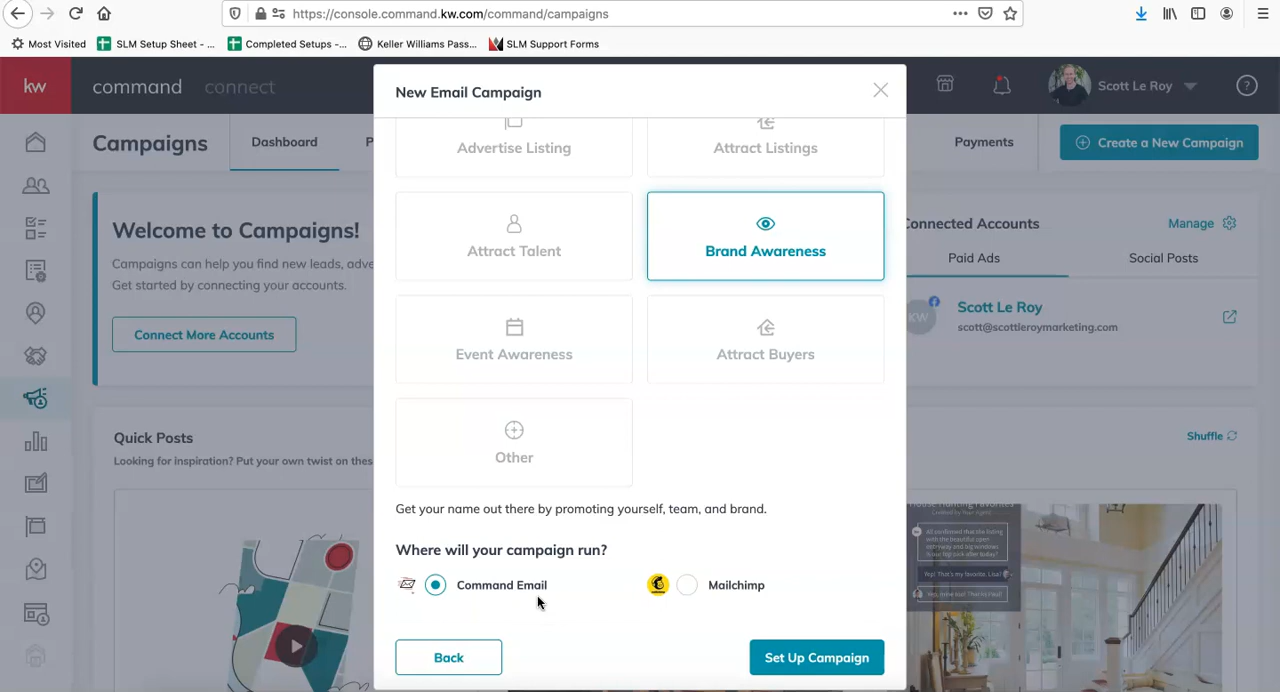 https://console.command.kw.com/command/campaigns
Most Visited
SLM Setup Sheet - ...
Completed Setups -...
Keller Williams Pass...
SLM Support Forms
kw
command
connect
Scott Le Roy
?
Campaigns
Dashboard
P
Payments
Create a New Campaign
New Email Campaign
Advertise Listing
Attract Listings
Attract Talent
Brand Awareness
Event Awareness
Attract Buyers
Other
Get your name out there by promoting yourself, team, and brand.
Where will your campaign run?
Command Email
Mailchimp
Back
Set Up Campaign
Welcome to Campaigns!
Campaigns can help you find new leads, adve
Get started by connecting your accounts.
Connect More Accounts
onnected Accounts
Manage
Paid Ads
Social Posts
KW
Scott Le Roy
scott@scottleroymarketing.com
Quick Posts
Looking for inspiration? Put your own twist on thes
Shuffle
House Hunting Favorites